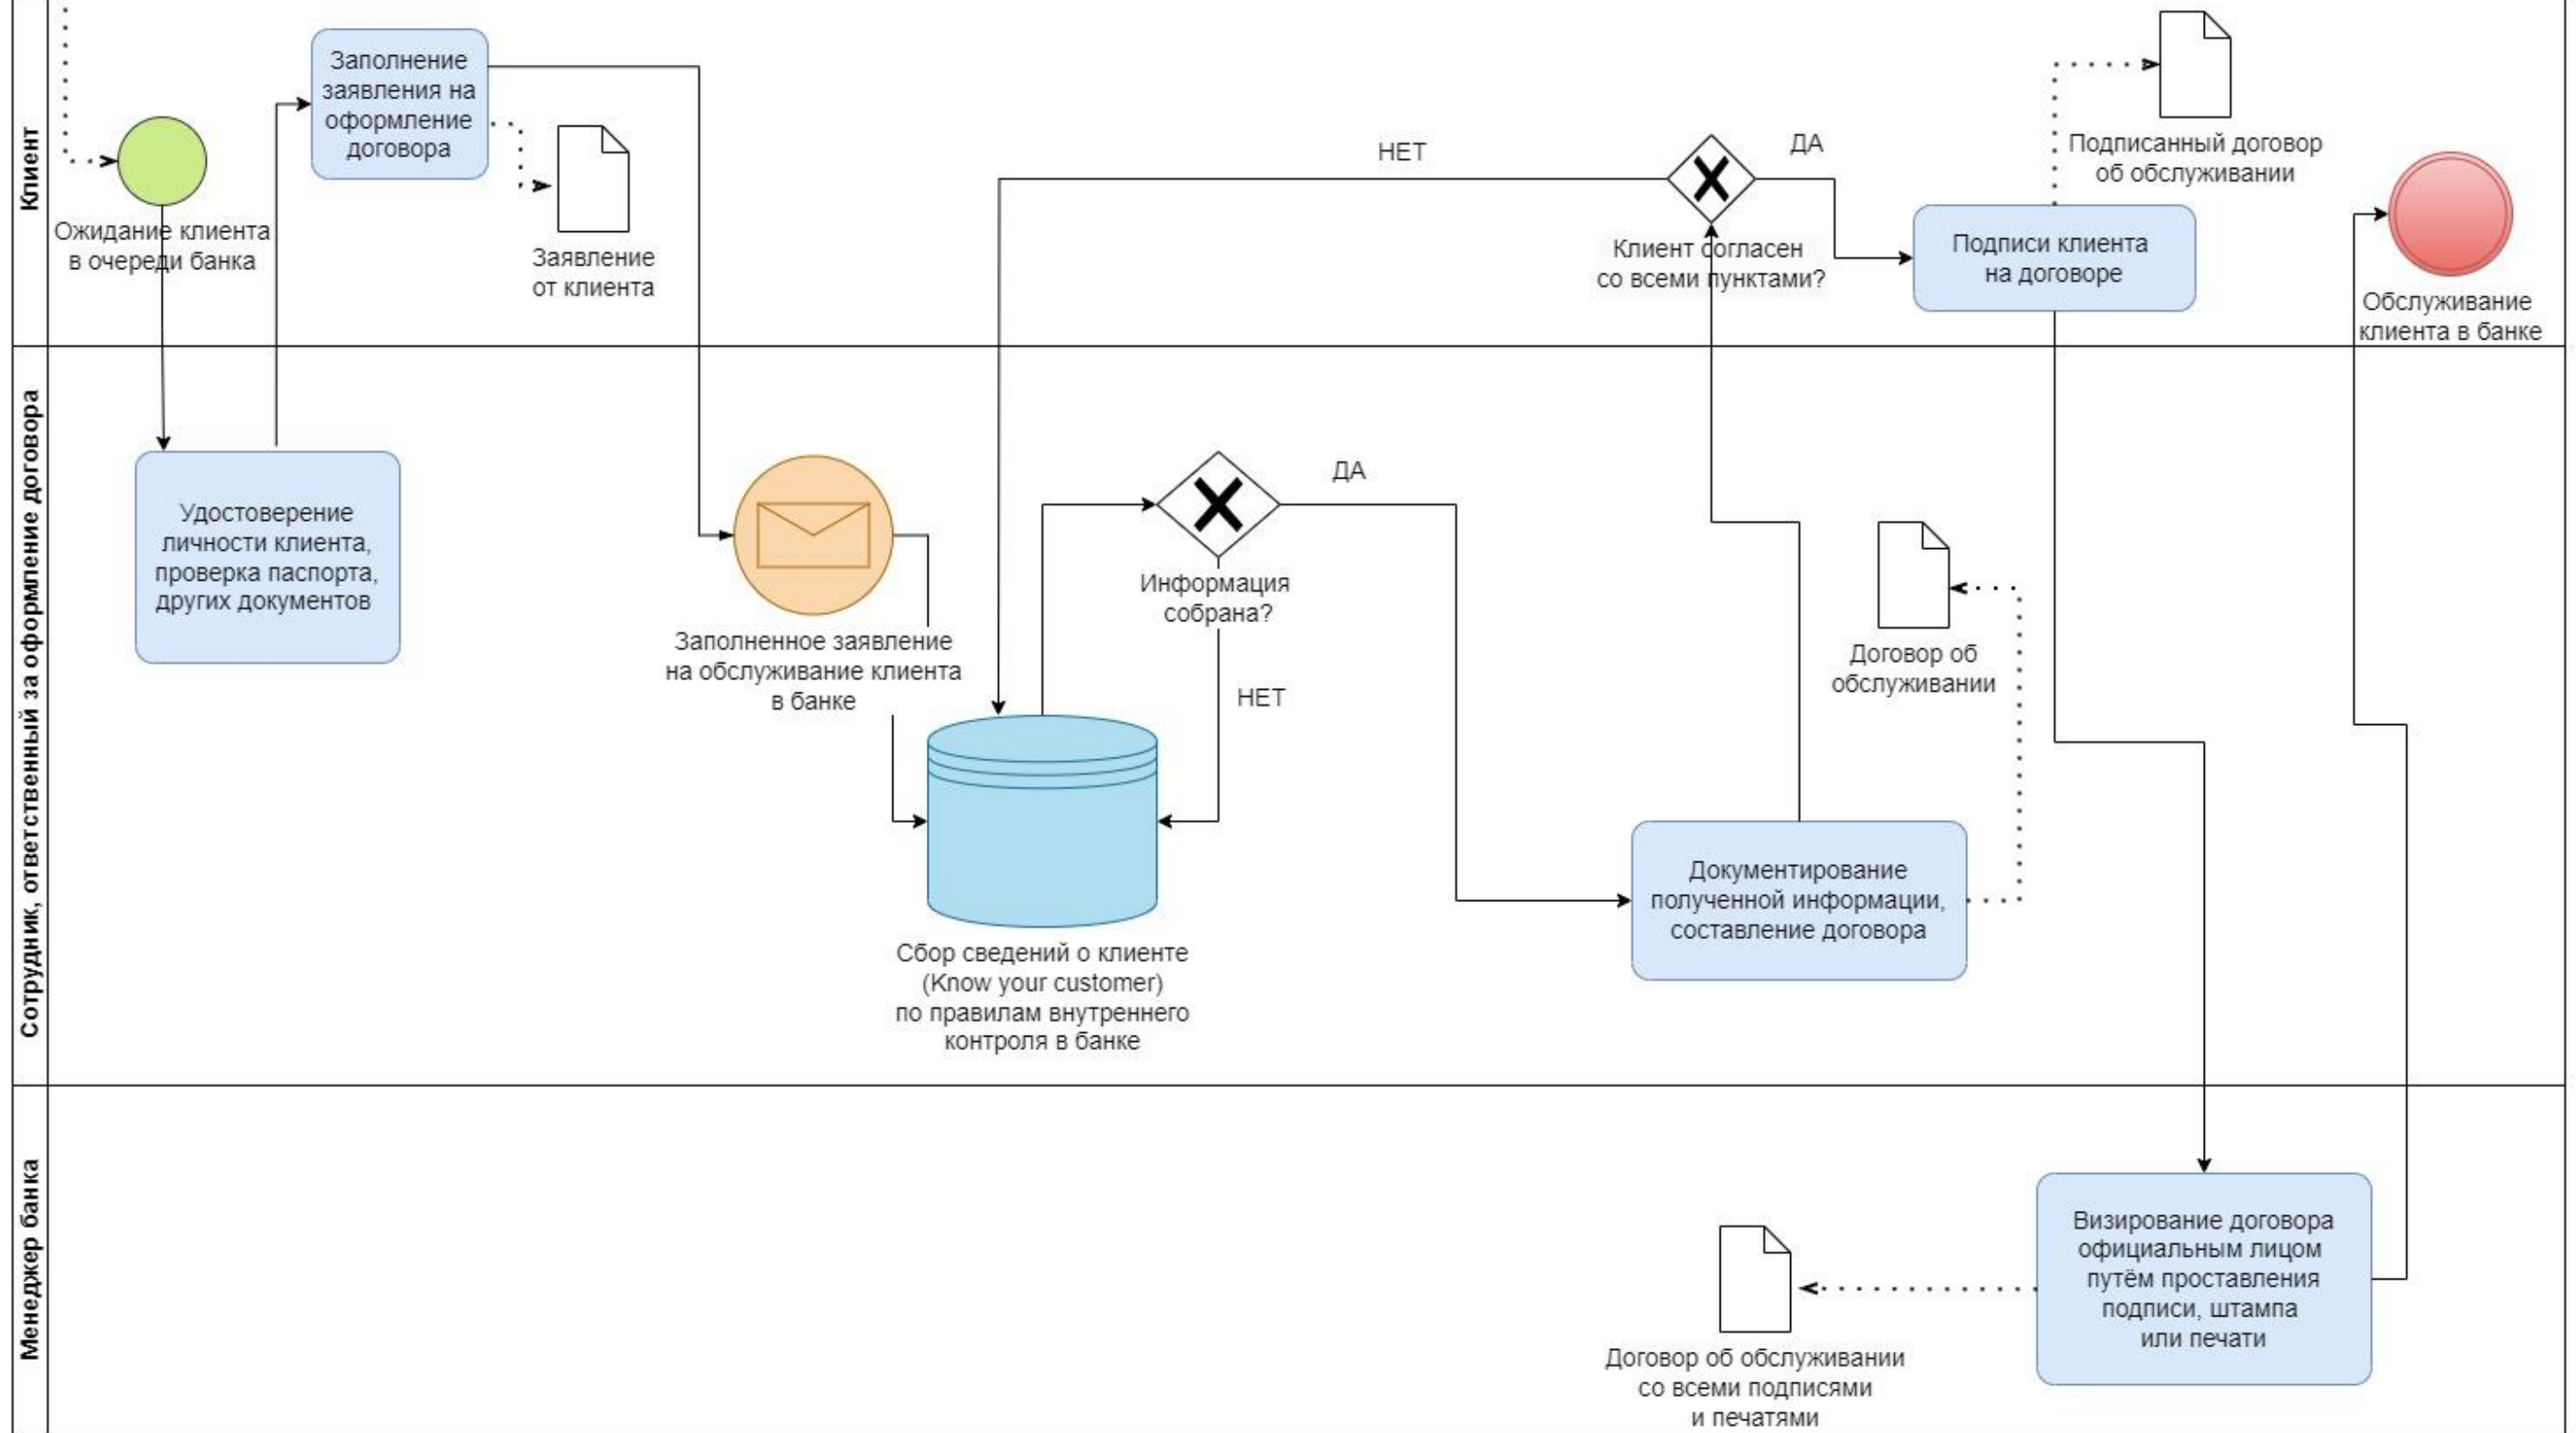 Клиент
Заполнение
заявления на
оформление
договора
Ожидание клиента
в очереди банка
Заявление
от клиента
НЕТ
ДА
Клиент согласен
со всеми пунктами?
Подписанный договор
об обслуживании
Подписи клиента
на договоре
Обслуживание
клиента в банке
Сотрудник, ответственный за оформление договора
Удостоверение
личности клиента,
проверка паспорта,
других документов
Заполненное заявление
на обслуживание клиента
в банке
ДА
Информация
собрана?
НЕТ
Договор об
обслуживании
Документирование
полученной информации,
составление договора
Сбор сведений о клиенте
(Know your customer)
по правилам внутреннего
контроля в банке
Менеджер банка
Визирование договора
официальным лицом
путём проставления
подписи, штампа
или печати
Договор об обслуживании
со всеми подписями
и печатями